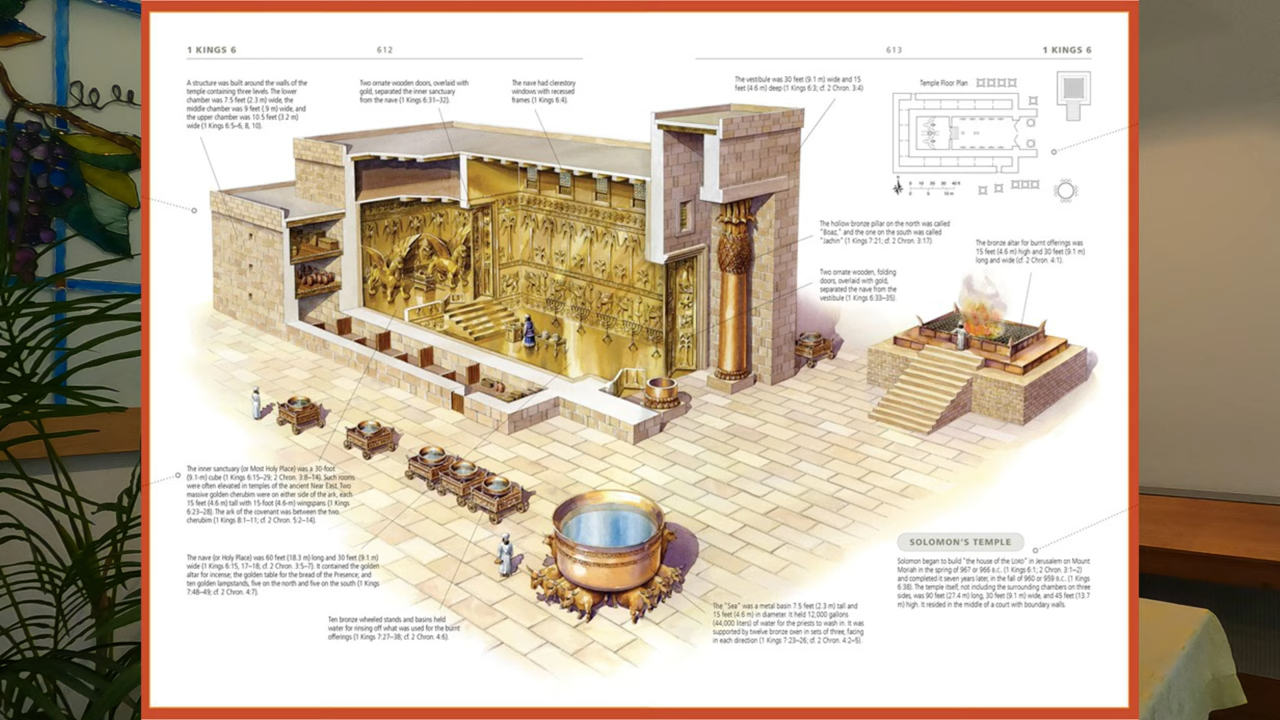 1 KINGS 6
612
613
1 KINGS 6
A structure was built around the walls of the
temple containing three levels. The lower
chamber was 7.5 feet (2.3 m) wide, the
middle chamber was 9 feet ( 9 m) wide, and
the upper chamber was 10.5 feet (3.2 m)
wide (1 Kings 6:5–6, 8, 10).
Two ornate wooden doors, overlaid with
gold, separated the inner sanctuary
from the nave (1 Kings 6:31–32).
The nave had clerestory
windows with recessed
frames (1 Kings 6:4).
The vestibule was 30 feet (9.1 m) wide and 15
feet (4.6 m) deep (1 Kings 6:3; cf. 2 Chron. 3:4)
Temple Floor Plan
The hollow bronze pillar on the north was called
"Boaz," and the one on the south was called
"Jachin" (1 Kings 7:21; cf. 2 Chron. 3:17)
The bronze altar for burnt offerings was
15 feet (4.6 m) high and 30 feet (9.1 m)
long and wide (cf. 2 Chron. 4:1).
Two ornate wooden, folding
doors, overlaid with gold,
separated the nave from the
vestibule (1 Kings 6:33–35).
The inner sanctuary (or Most Holy Place) was a 30-foot
(9.1-m) cube (1 Kings 6:15–29; 2 Chron. 3:8–14). Such rooms
were often elevated in temples of the ancient Near East. Two
massive golden cherubim were on either side of the ark, each
15 feet (4.6 m) tall with 15-foot (4.6-m) wingspans (1 Kings
6:23–28). The ark of the covenant was between the two
cherubim (1 Kings 8:1–11; cf. 2 Chron. 5:2–14).
The nave (or Holy Place) was 60 feet (18.3 m) long and 30 feet (9.1 m)
wide (1 Kings 6:15, 17–18, cf. 2 Chron. 3:5–7). It contained the golden
altar for incense; the golden table for the bread of the Presence; and
ten golden lampstands, five on the north and five on the south (1 Kings
7:48–49; cf. 2 Chron. 4:7).
Ten bronze wheeled stands and basins held
water for rinsing off what was used for the burnt
offerings (1 Kings 7:27–38; cf. 2 Chron. 4:6).
The "Sea" was a metal basin 7.5 feet (2.3 m) tall and
15 feet (4.6 m) in diameter. It held 12,000 gallons
(44,000 liters) of water for the priests to wash in. It was
supported by twelve bronze oxen in sets of three, facing
in each direction (1 Kings 7:23–26; cf. 2 Chron. 4:2–5).
SOLOMON'S TEMPLE
Solomon began to build "the house of the LORD" in Jerusalem on Mount
Moriah in the spring of 967 or 966 B.C. (1 Kings 6:1; 2 Chron. 3:1–2)
and completed it seven years later, in the fall of 960 or 959 B.C. (1 Kings
6:38). The temple itself, not including the surrounding chambers on three
sides, was 90 feet (27.4 m) long, 30 feet (9.1 m) wide, and 45 feet (13.7
m) high. It resided in the middle of a court with boundary walls.